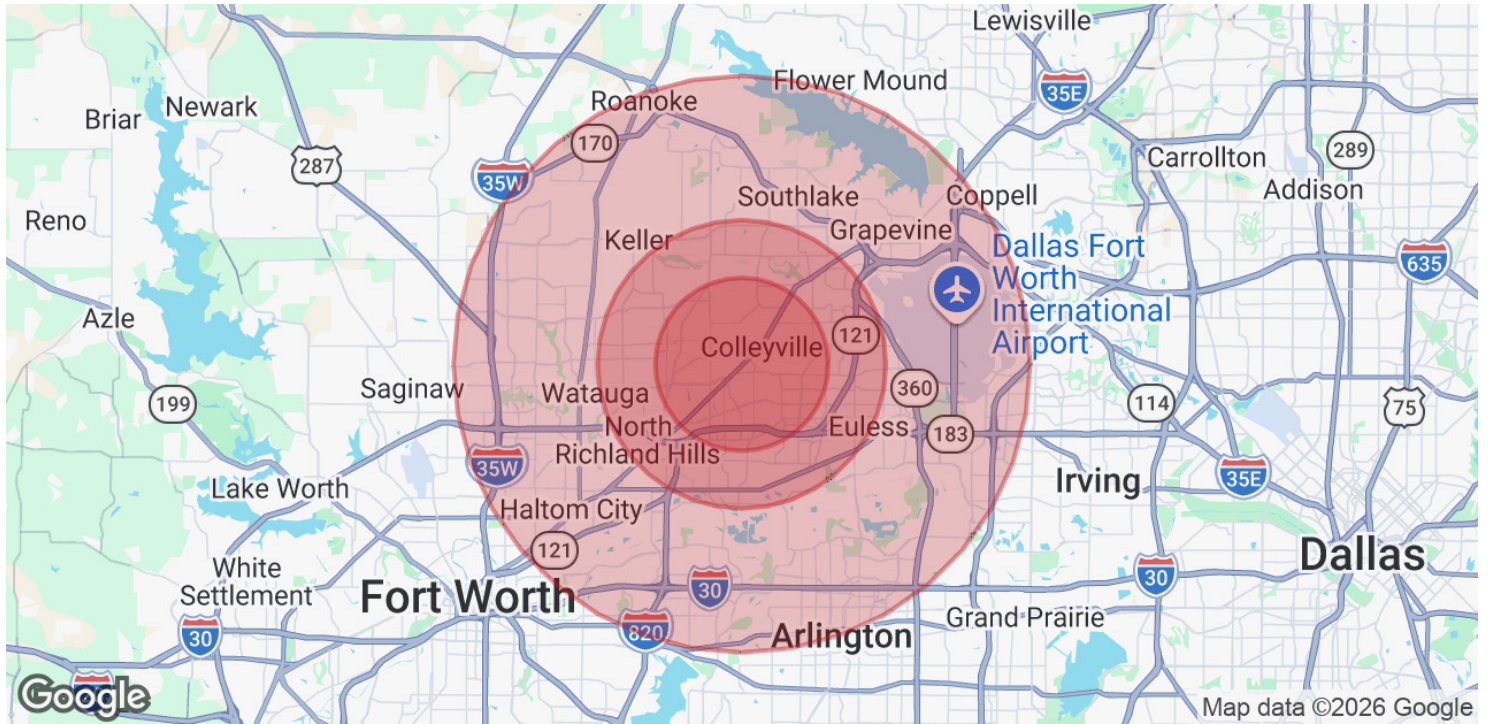 Lewisville
Flower Mound
35E
Roanoke
Newark
Briar
170
289
287
Carrollton
35W
Addison
Southlake
Coppell
Reno
Grapevine
Keller
Dallas Fort
Worth
International
Airport
635
Azle
121
Colleyville
Saginaw
Watauga
360
199
114
75
North
Richland Hills
Euless
183
35W
35E
Irving
Lake Worth
Haltom City
121
Dallas
White
Settlement
Fort Worth
30
30
Grand Prairie
30
820
Arlington
Google
Map data ©2026 Google